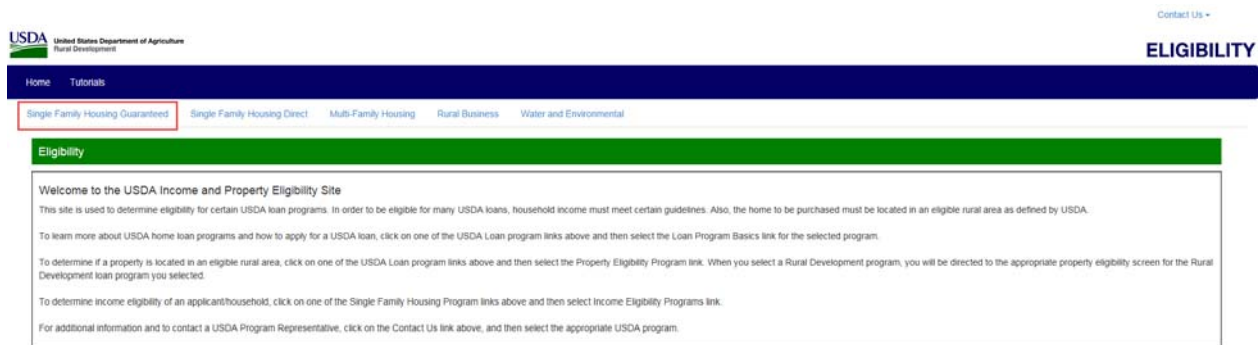 Contact Us
USDA United States Department of Agriculture
Rural Development
ELIGIBILITY
Home Tutorials
Single Family Housing Guaranteed Single Family Housing Direct Multi-Family Housing Rural Business Water and Environmental
Eligibility
Welcome to the USDA Income and Property Eligibility Site
This site is used to determine eligibility for certain USDA loan programs. In order to be eligible for many USDA loans, household income must meet certain guidelines. Also, the home to be purchased must be located in an eligible rural area as defined by USDA.
To learn more about USDA home loan programs and how to apply for a USDA loan, click on one of the USDA Loan program links above and then select the Loan Program Basics link for the selected program.
To determine if a property is located in an eligible rural area, click on one of the USDA Loan program links above and then select the Property Eligibility Program link. When you select a Rural Development program, you will be directed to the appropriate property eligibility screen for the Rural
Development loan program you selected.
To determine income eligibility of an applicant/household, click on one of the Single Family Housing Program links above and then select Income Eligibility Programs link.
For additional information and to contact a USDA Program Representative, click on the Contact Us link above, and then select the appropriate USDA program.